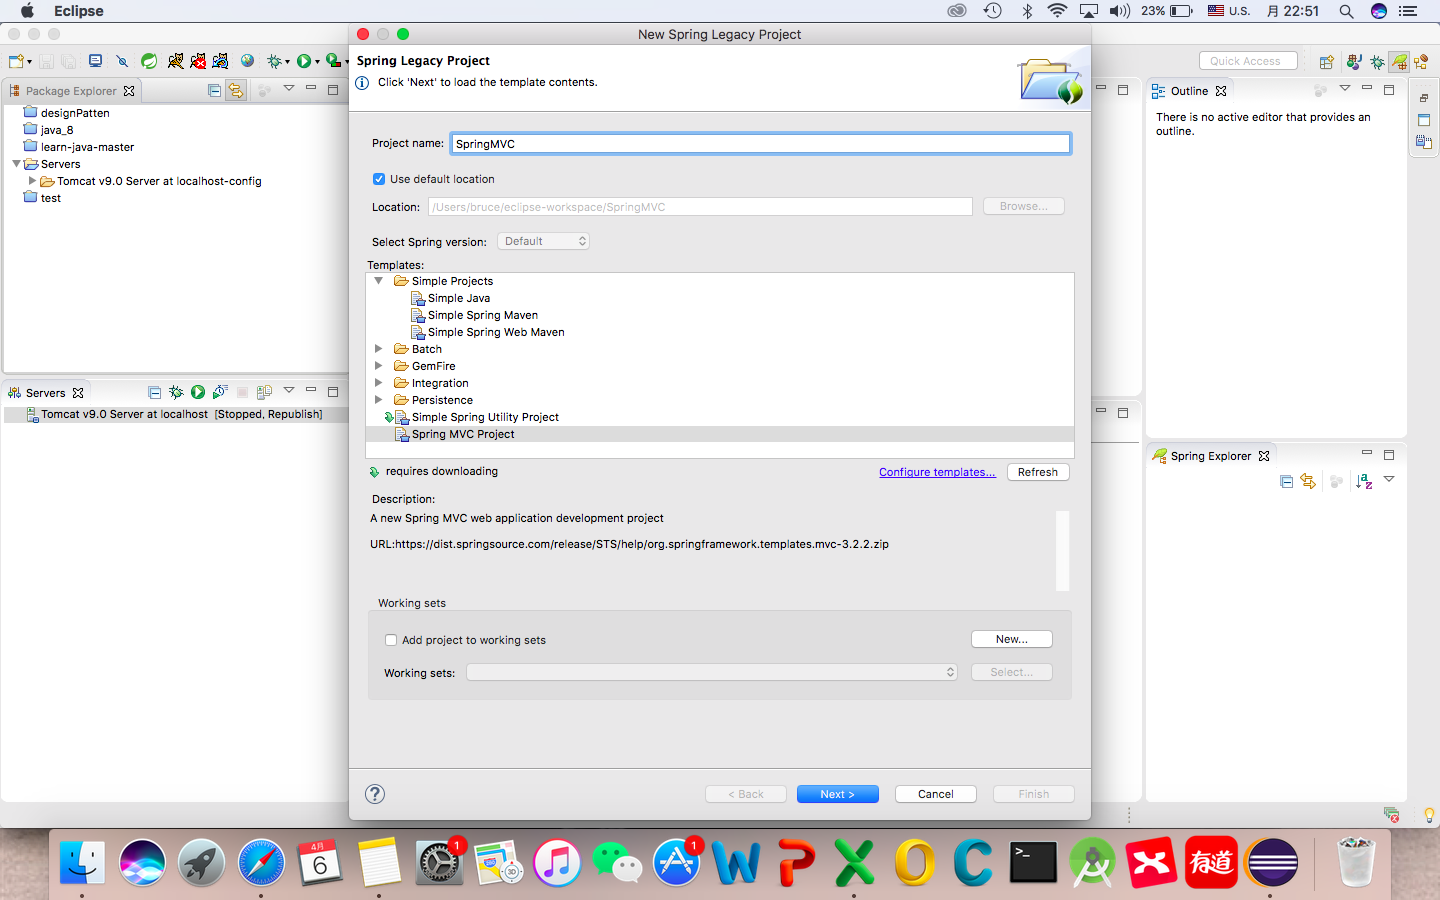 Eclipse
23%
U.S.
月 22:51
New Spring Legacy Project
Spring Legacy Project
Click 'Next' to load the template contents.
Quick Access
Package Explorer
designPatten
java_8
learn-java-master
Servers
Tomcat v9.0 Server at localhost-config
test
Servers
Tomcat v9.0 Server at localhost [Stopped, Republish]
Project name:
SpringMVC
Use default location
Location:
/Users/bruce/eclipse-workspace/SpringMVC
Browse...
Select Spring version:
Default
Templates:
Simple Projects
Simple Java
Simple Spring Maven
Simple Spring Web Maven
Batch
GemFire
Integration
Persistence
Simple Spring Utility Project
Spring MVC Project
requires downloading
Configure templates...
Refresh
Description:
A new Spring MVC web application development project
URL:https://dist.springsource.com/release/STS/help/org.springframework.templates.mvc-3.2.2.zip
Working sets
Add project to working sets
New...
Working sets:
Select...
?
< Back
Next >
Cancel
Finish
Outline
There is no active editor that provides an
outline.
Spring Explorer
4月
6
1
280
3D
1
W
P
X
O
C
>_
有道